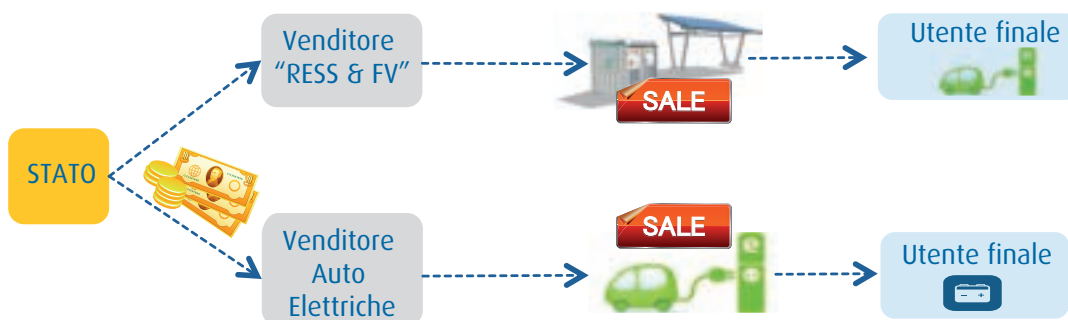 Venditore
“RESS & FV”
SALE
Utente finale
STATO
SALE
Venditore
Auto
Elettriche
Utente finale